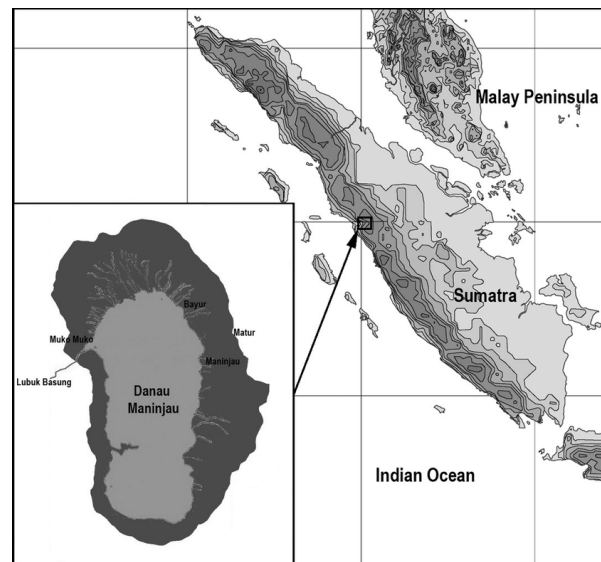 Malay Peninsula
Sumatra
Indian Ocean
Bayur
Matur
Muko Muko
Maninjau
Lubuk Basung
Danau
Maninjau